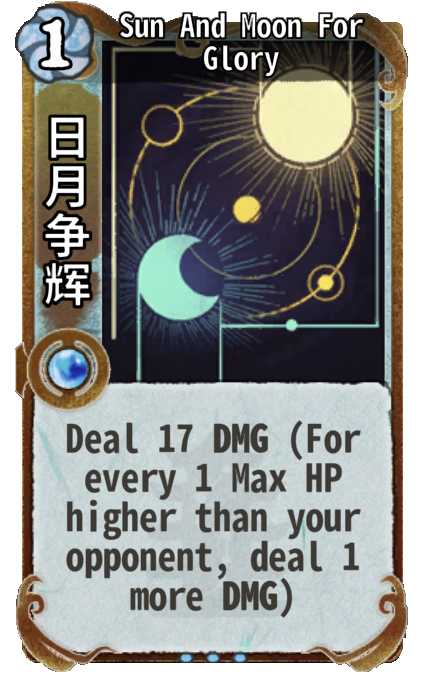 1
Sun And Moon For
Glory
日月争辉
Deal 17 DMG (For
every 1 Max HP
higher than your
opponent, deal 1
more DMG)